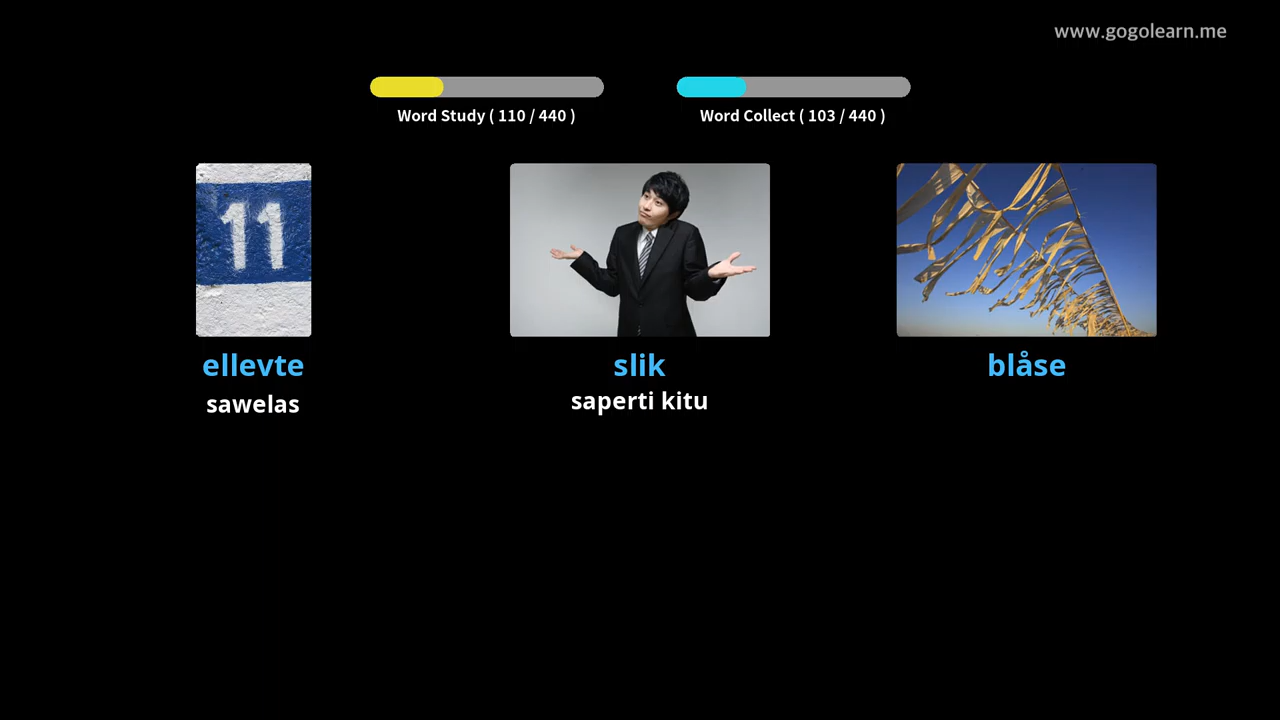 www.gogolearn.me
Word Study ( 110 / 440 )
Word Collect ( 103 / 440 )
11
ellevte
sawelas
slik
saperti kitu
blåse